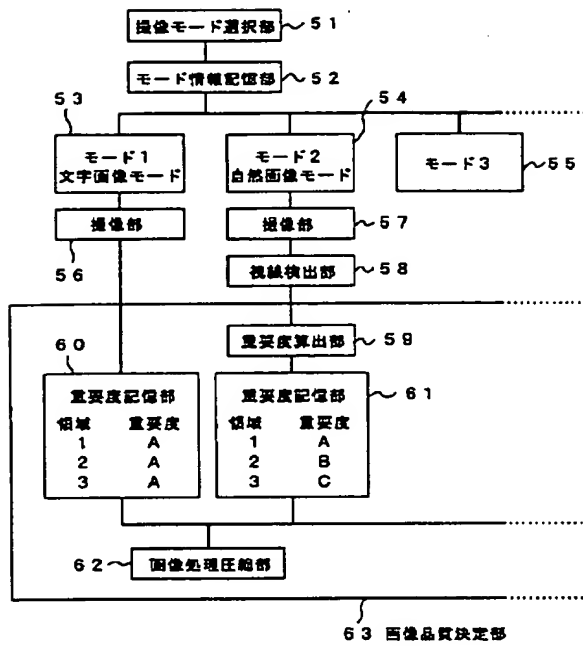 撮像モード選択部 51
モード情報記憶部 52
53
54
モード1
文字画像モード
モード2
自然画像モード
モード3 55
撮像部
56
撮像部 57
視線検出部 58
重要度算出部 59
60
重要度記憶部
領域 重要度
1 A
2 A
3 A
重要度記憶部 61
領域 重要度
1 A
2 B
3 C
62 画像処理圧縮部
63 画像品質決定部